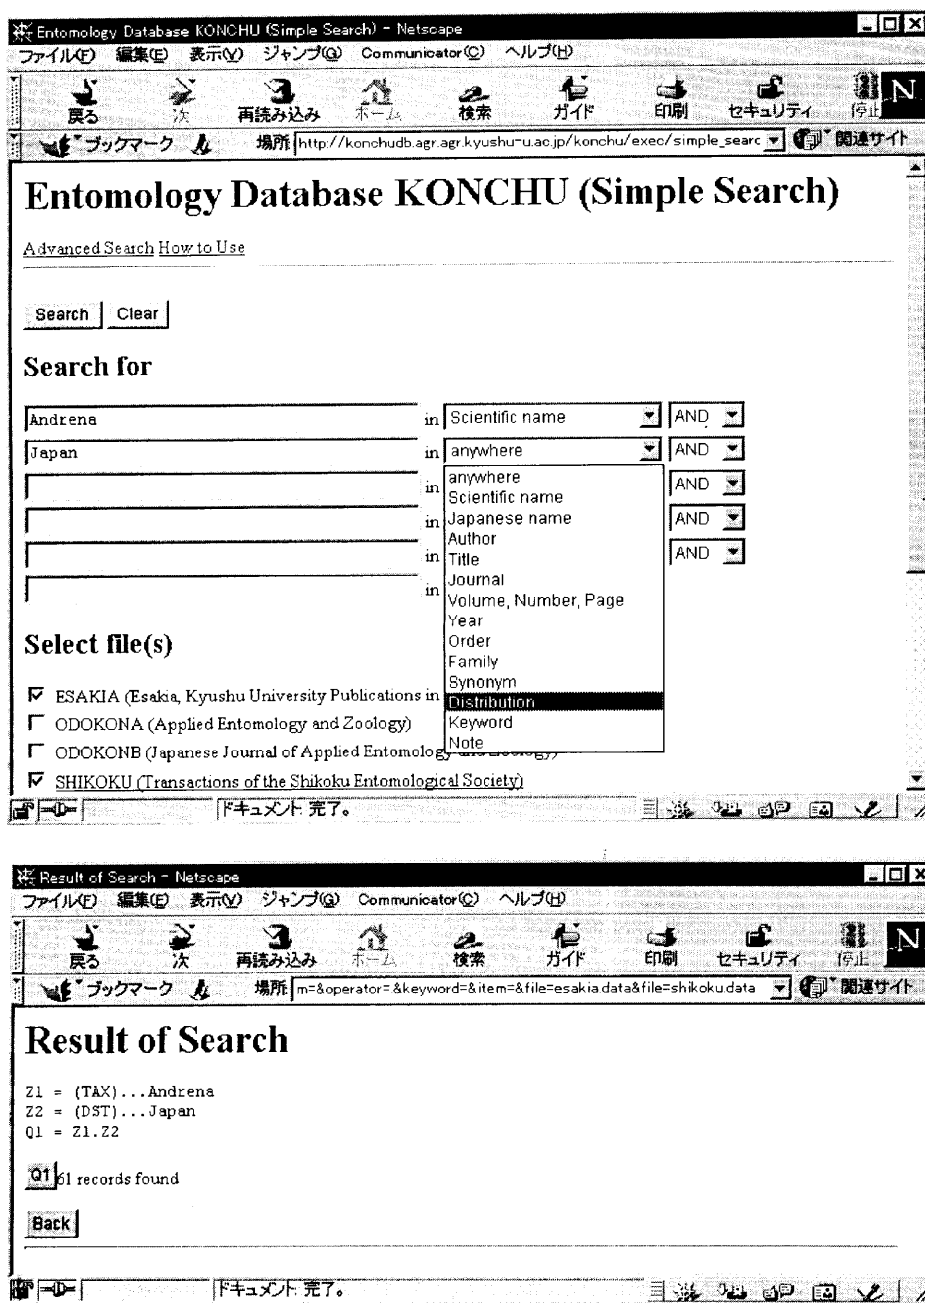 Entomology Database KONCHU (Simple Search) - Netscape
ファイル(F) 編集(E) 表示(V) ジャンプ(G) Communicator(C) ヘルプ(H)
戻る 次 再読み込み ホーム 検索 ガイド 印刷 セキュリティ 停止 N
ブックマーク 場所 http://konchudb.agr.agr.kyushu-u.ac.jp/konchu/exec/simple_searc 関連サイト
Entomology Database KONCHU (Simple Search)
Advanced Search How to Use
Search Clear
Search for
Andrena in Scientific name AND
Japan in anywhere AND
in anywhere AND
Scientific name
in Japanese name AND
Author
in Title AND
Journal
in Volume, Number, Page
Year
Order
Family
Synonym
Distribution
Keyword
Note
Select file(s)
ESAKIA (Esakia, Kyushu University Publications in
ODOKONA (Applied Entomology and Zoology)
ODOKONB (Japanese Journal of Applied Entomology and Zoology)
SHIKOKU (Transactions of the Shikoku Entomological Society)
ドキュメント: 完了。
Result of Search - Netscape
ファイル(F) 編集(E) 表示(V) ジャンプ(G) Communicator(C) ヘルプ(H)
戻る 次 再読み込み ホーム 検索 ガイド 印刷 セキュリティ 停止 N
ブックマーク 場所 m=&operator=&keyword=&item=&file=esakia.data&file=shikoku.data 関連サイト
Result of Search
Z1 = (TAX)...Andrena
Z2 = (DST)...Japan
Q1 = Z1.Z2
Q1 61 records found
Back
ドキュメント: 完了。